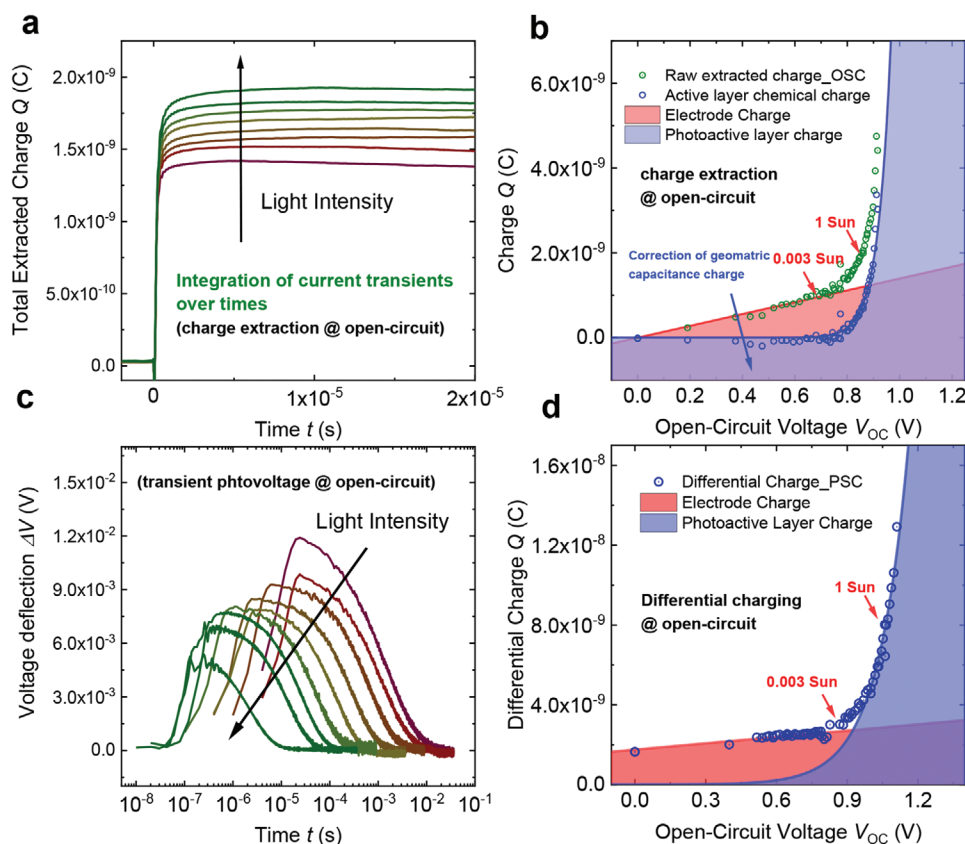 a
Total Extracted Charge Q (C)
2.0x10⁻⁹
1.5x10⁻⁹
1.0x10⁻⁹
5.0x10⁻¹⁰
0.0
Light Intensity
Integration of current transients
over times
(charge extraction @ open-circuit)
0
1x10⁻⁵
2x10⁻⁵
Time t (s)
b
Charge Q (C)
6.0x10⁻⁹
4.0x10⁻⁹
2.0x10⁻⁹
0.0
Raw extracted charge_OSC
Active layer chemical charge
Electrode Charge
Photoactive layer charge
charge extraction
@ open-circuit
1 Sun
0.003 Sun
Correction of geomatric
capacitance charge
0.0
0.2
0.4
0.6
0.8
1.0
1.2
Open-Circuit Voltage VOC (V)
c
Voltage deflection ΔV (V)
1.5x10⁻²
1.2x10⁻²
9.0x10⁻³
6.0x10⁻³
3.0x10⁻³
0.0
(transient phtovoltage @ open-circuit)
Light Intensity
10⁻⁸
10⁻⁷
10⁻⁶
10⁻⁵
10⁻⁴
10⁻³
10⁻²
10⁻¹
Time t (s)
d
Differential Charge Q (C)
1.6x10⁻⁸
1.2x10⁻⁸
8.0x10⁻⁹
4.0x10⁻⁹
0.0
Differential Charge_PSC
Electrode Charge
Photoactive Layer Charge
1 Sun
Differential charging
@ open-circuit
0.003 Sun
0.0
0.3
0.6
0.9
1.2
Open-Circuit Voltage VOC (V)